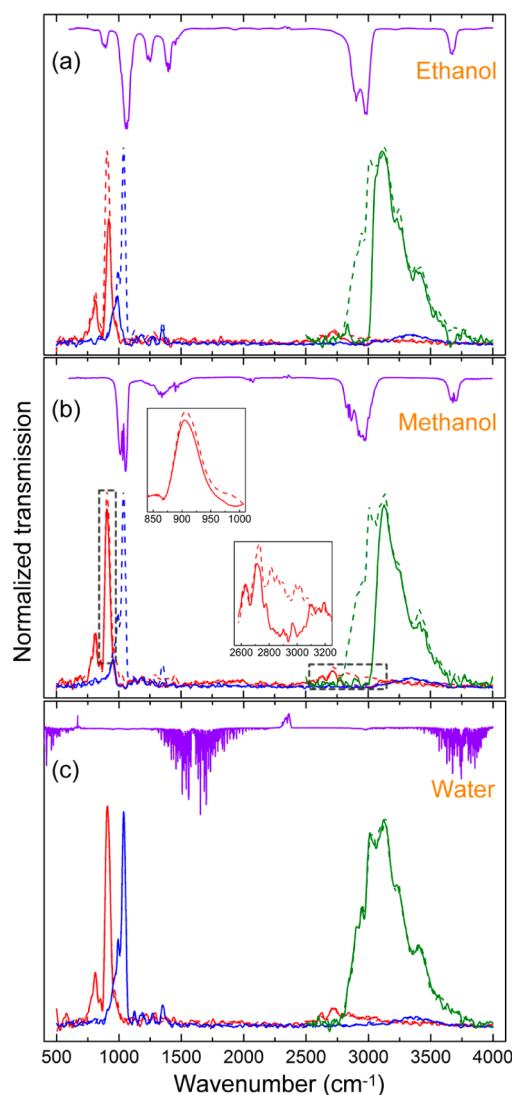 (a)
Ethanol
(b)
Methanol
850 900 950 1000
2600 2800 3000 3200
(c)
Water
500 1000 1500 2000 2500 3000 3500 4000
Wavenumber (cm-1)
Normalized transmission